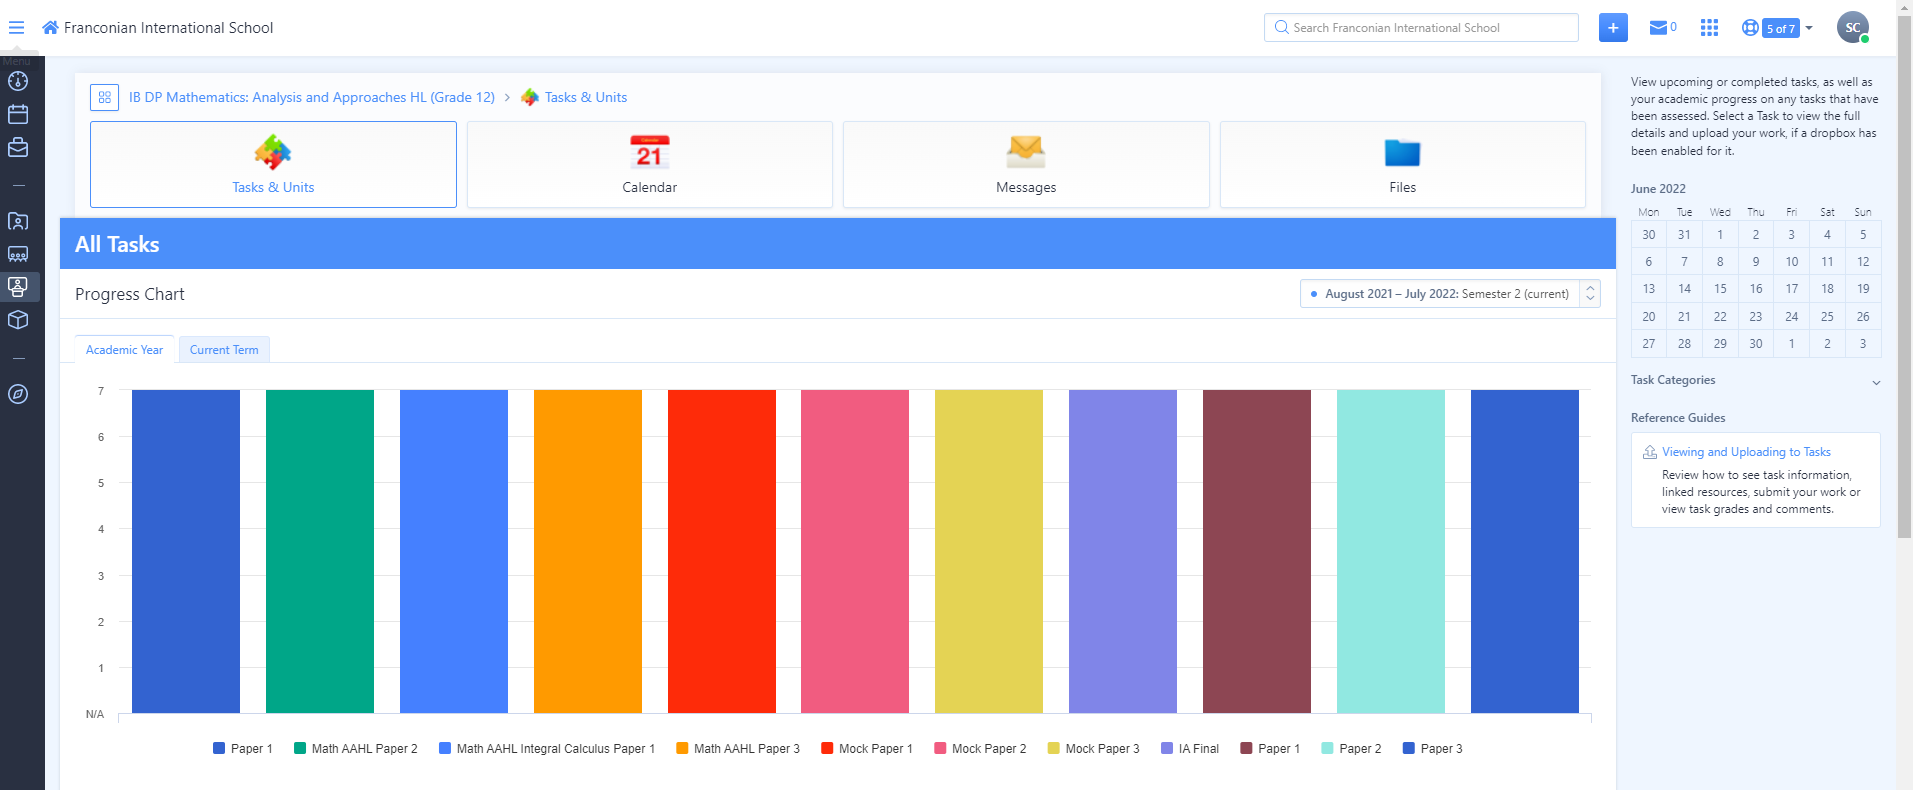 Franconian International School
Search Franconian International School
+
0
5 of 7
SC
Menu
IB DP Mathematics: Analysis and Approaches HL (Grade 12) > Tasks & Units
Tasks & Units
Calendar
21
Messages
Files
All Tasks
Progress Chart
August 2021 – July 2022: Semester 2 (current)
Academic Year
Current Term
7
6
5
4
3
2
1
N/A
Paper 1 Math AAHL Paper 2 Math AAHL Integral Calculus Paper 1 Math AAHL Paper 3 Mock Paper 1 Mock Paper 2 Mock Paper 3 IA Final Paper 1 Paper 2 Paper 3
View upcoming or completed tasks, as well as
your academic progress on any tasks that have
been assessed. Select a Task to view the full
details and upload your work, if a dropbox has
been enabled for it.
June 2022
Mon Tue Wed Thu Fri Sat Sun
30 31 1 2 3 4 5
6 7 8 9 10 11 12
13 14 15 16 17 18 19
20 21 22 23 24 25 26
27 28 29 30 1 2 3
Task Categories
Reference Guides
Viewing and Uploading to Tasks
Review how to see task information,
linked resources, submit your work or
view task grades and comments.